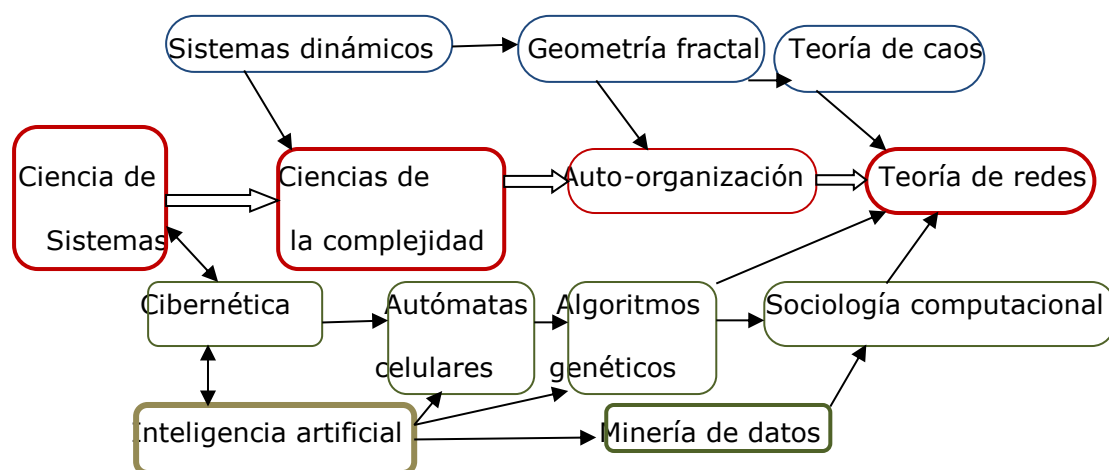 Sistemas dinámicos
Geometría fractal
Teoría de caos
Ciencia de
Sistemas
Ciencias de
la complejidad
Auto-organización
Teoría de redes
Cibernética
Autómatas
celulares
Algoritmos
genéticos
Sociología computacional
Inteligencia artificial
Minería de datos